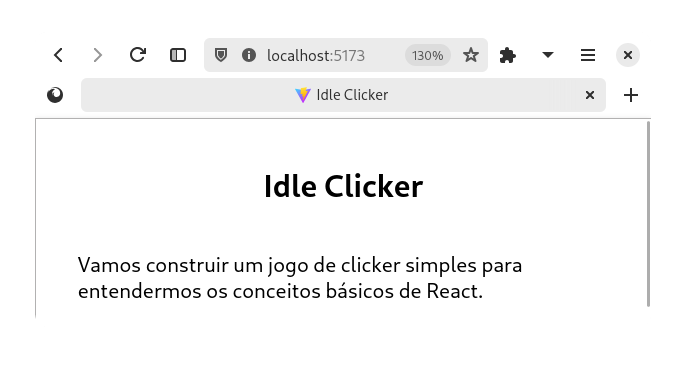 localhost:5173
130%
Idle Clicker
Idle Clicker
Vamos construir um jogo de clicker simples para
entendermos os conceitos básicos de React.